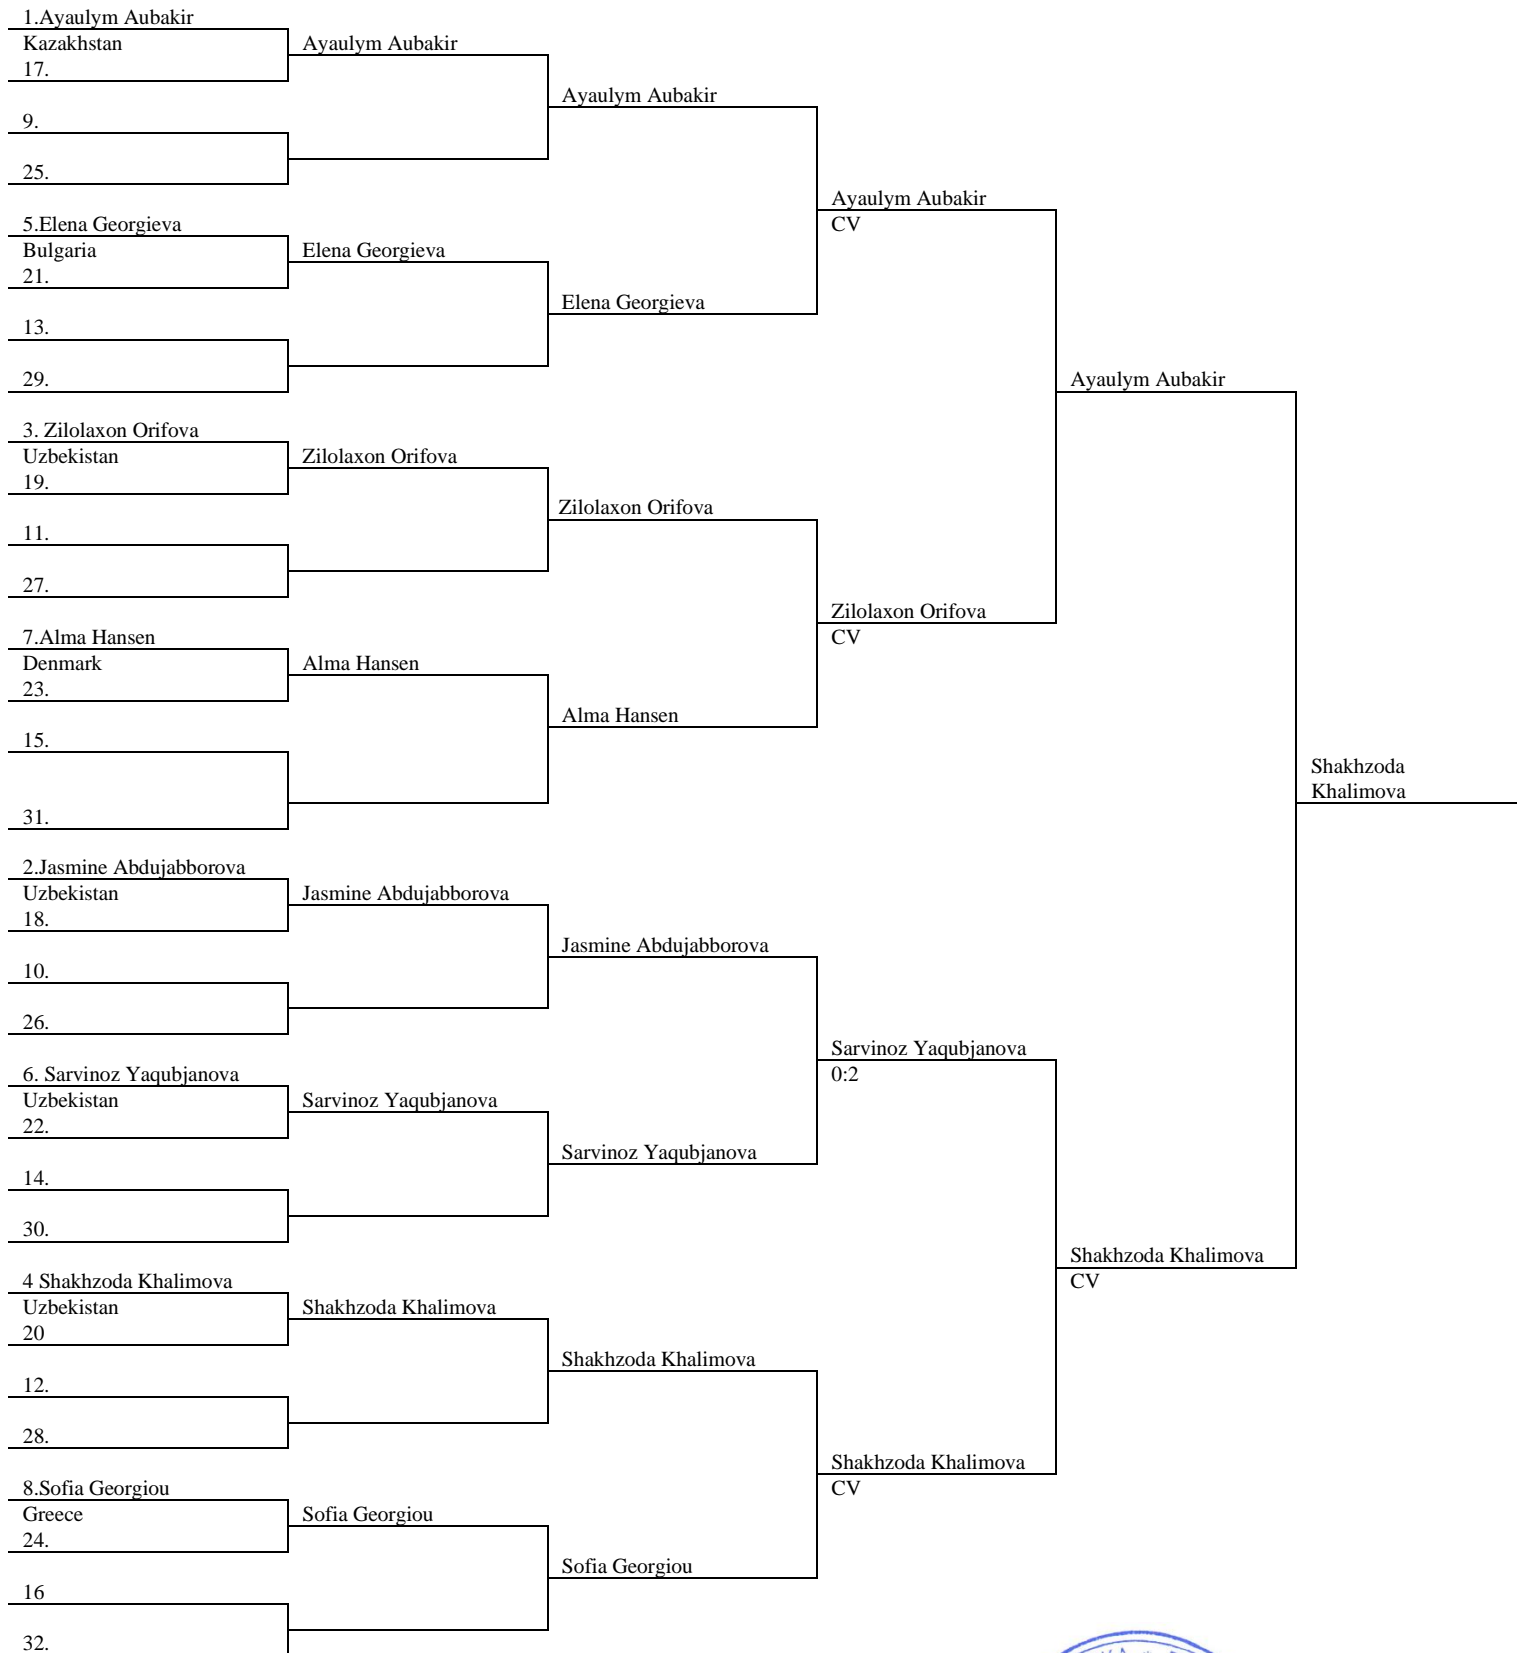 1.Ayaulym Aubakir
Kazakhstan
Ayaulym Aubakir
17.
Ayaulym Aubakir
9.
25.
Ayaulym Aubakir
CV
5.Elena Georgieva
Bulgaria
Elena Georgieva
21.
Elena Georgieva
13.
29.
Ayaulym Aubakir
3. Zilolaxon Orifova
Uzbekistan
Zilolaxon Orifova
19.
Zilolaxon Orifova
11.
27.
Zilolaxon Orifova
CV
7.Alma Hansen
Denmark
Alma Hansen
23.
Alma Hansen
15.
31.
Shakhzoda
Khalimova
2.Jasmine Abdujabborova
Uzbekistan
Jasmine Abdujabborova
18.
Jasmine Abdujabborova
10.
26.
Sarvinoz Yaqubjanova
0:2
6. Sarvinoz Yaqubjanova
Uzbekistan
Sarvinoz Yaqubjanova
22.
Sarvinoz Yaqubjanova
14.
30.
Shakhzoda Khalimova
CV
4 Shakhzoda Khalimova
Uzbekistan
Shakhzoda Khalimova
20
Shakhzoda Khalimova
12.
28.
Shakhzoda Khalimova
CV
8.Sofia Georgiou
Greece
Sofia Georgiou
24.
Sofia Georgiou
16
32.